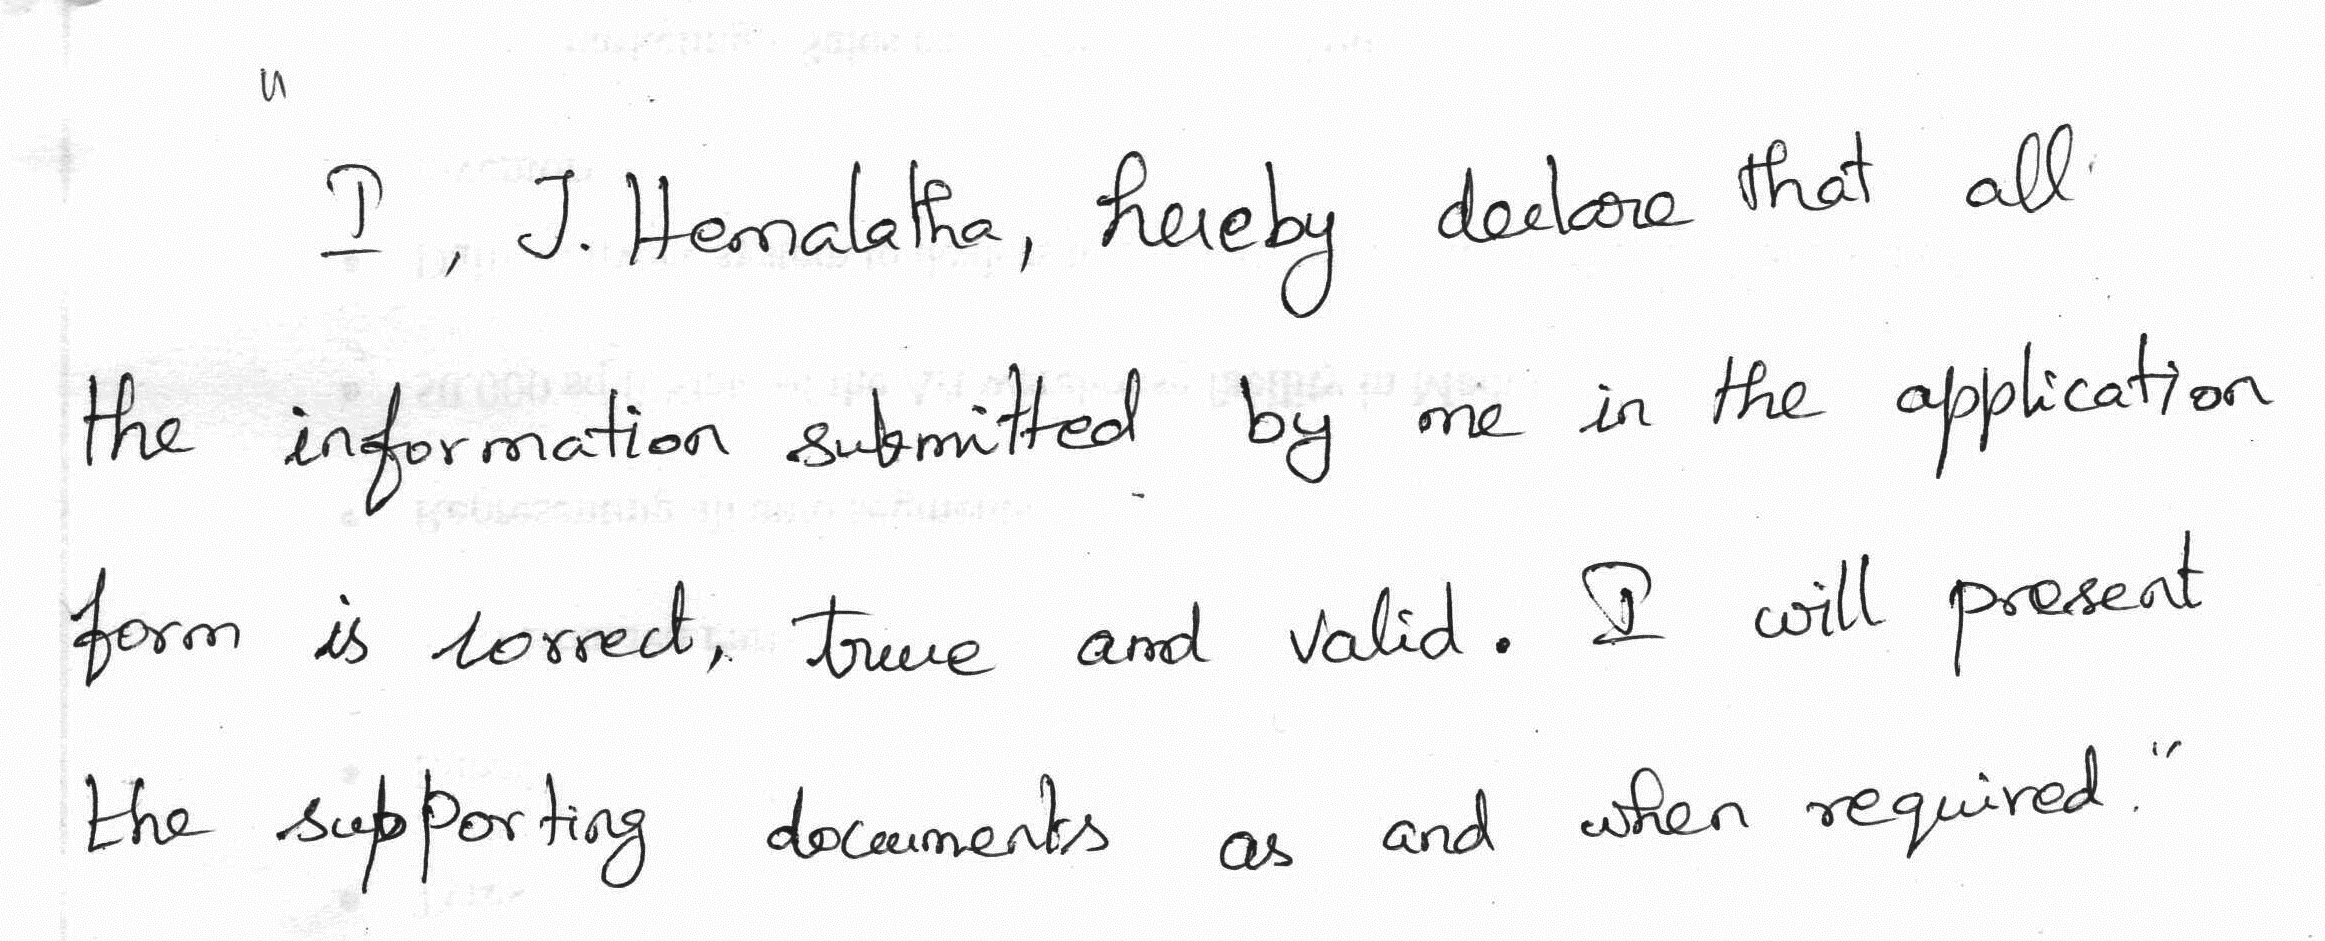 "
I, J. Hemalatha, hereby declare that all
the information submitted by me in the application
form is correct, true and valid. I will present
the supporting documents as and when required."